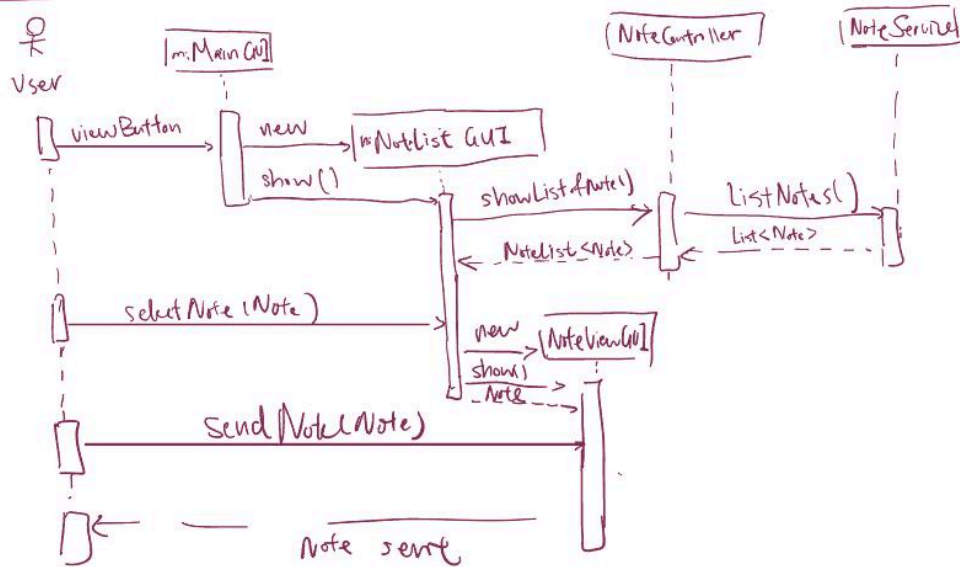 User
m:MainGUI
NoteController
NoteService
viewButton
new
n:NoteList GUI
show()
showListofNote()
ListNotes()
NoteList<Note>
List<Note>
selectNote(Note)
new
NoteViewGUI
show()
Note
Send Note(Note)
Note sent